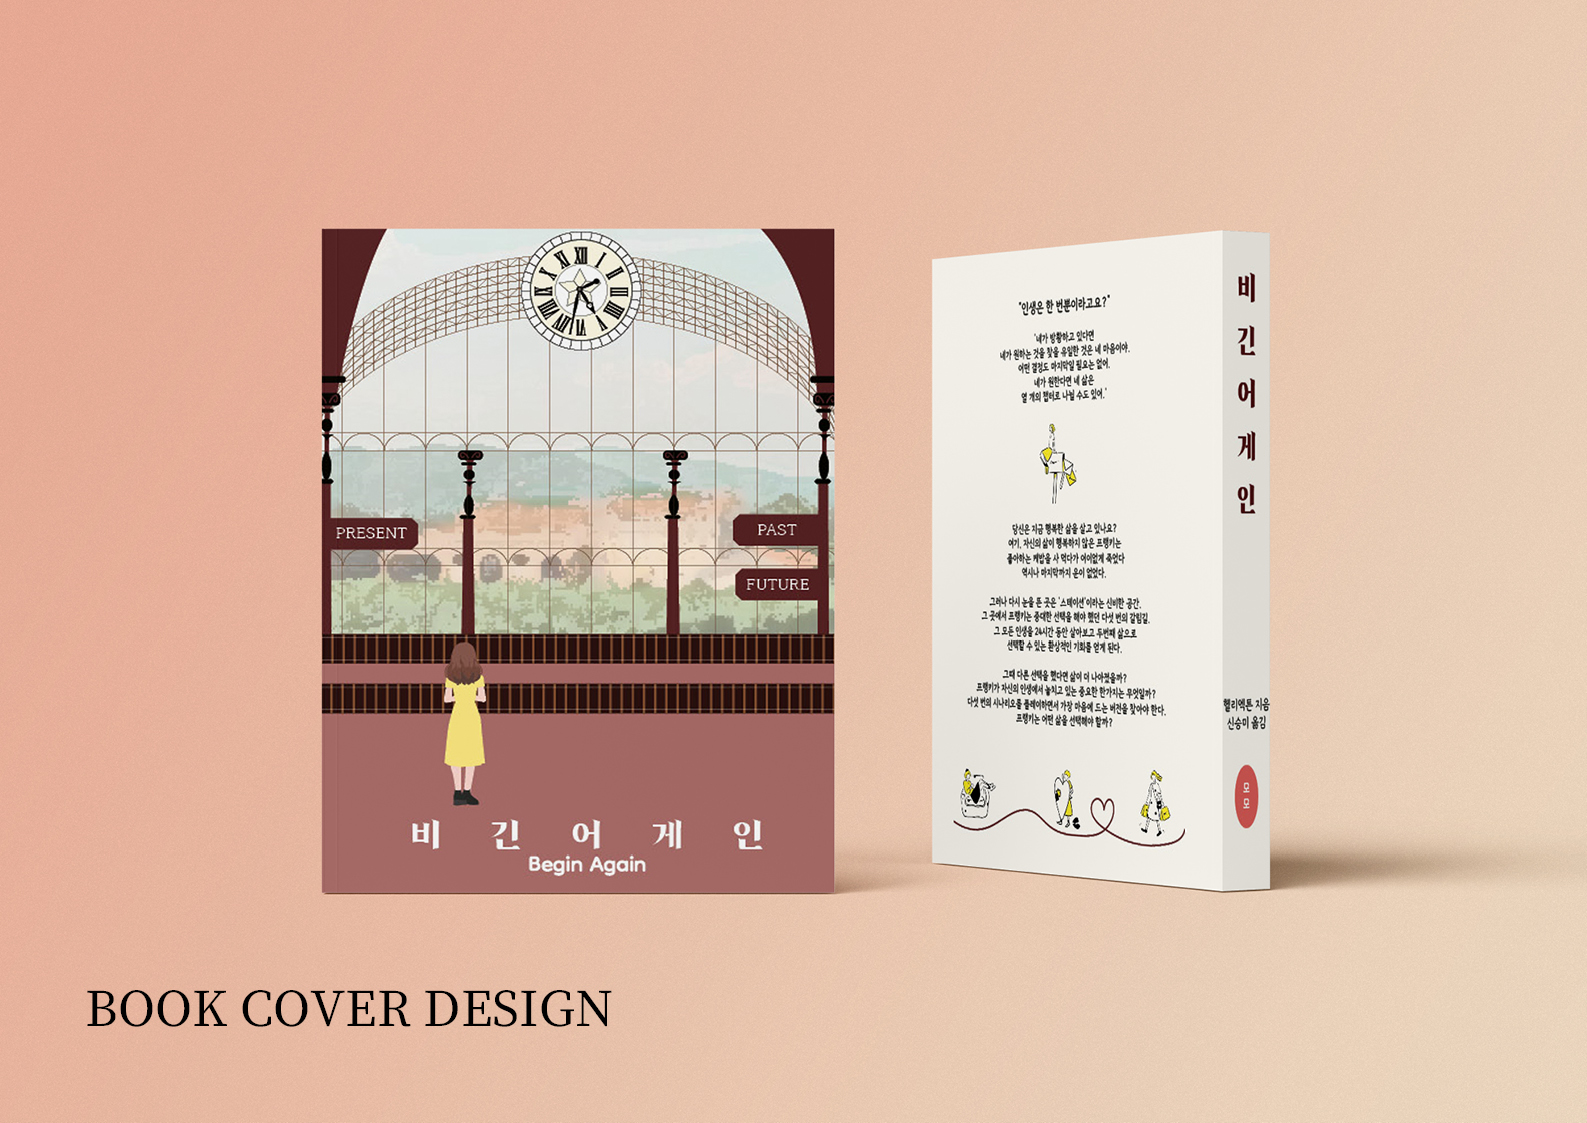 XII I II III IIII V VI VII VIII IX X XI
PRESENT
PAST
FUTURE
비 긴 어 게 인
Begin Again
"인생은 한 번뿐이라고요?"
'네가 방황하고 있다면
네가 원하는 것을 찾을 유일한 것은 네 마음이야.
어떤 결정도 마지막일 필요는 없어.
네가 원한다면 네 삶은
열 개의 챕터로 나뉠 수도 있어.'
당신은 지금 행복한 삶을 살고 있나요?
여기, 자신의 삶이 행복하지 않은 프랭키는
좋아하는 케밥을 사 먹다가 어이없게 죽었다
역시나 마지막까지 운이 없었다.
그러나 다시 눈을 뜬 곳은 '스테이션'이라는 신비한 공간.
그 곳에서 프랭키는 중대한 선택을 해야 했던 다섯 번의 갈림길.
그 모든 인생을 24시간 동안 살아보고 두번째 삶으로
선택할 수 있는 환상적인 기회를 얻게 된다.
그때 다른 선택을 했다면 삶이 더 나아졌을까?
프랭키가 자신의 인생에서 놓치고 있는 중요한 한가지는 무엇일까?
다섯 번의 시나리오를 플레이하면서 가장 마음에 드는 버전을 찾아야 한다.
프랭키는 어떤 삶을 선택해야 할까?
비
긴
어
게
인
헬리엑톤 지음
신승미 옮김
BOOK COVER DESIGN